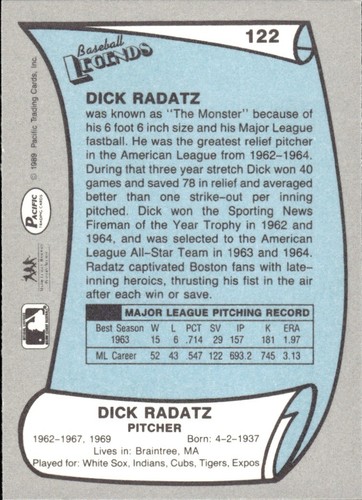 122
Baseball
LEGENDS
DICK RADATZ
was known as "The Monster" because of
his 6 foot 6 inch size and his Major League
fastball. He was the greatest relief pitcher
in the American League from 1962-1964.
During that three year stretch Dick won 40
games and saved 78 in relief and averaged
better than one strike-out per inning
pitched. Dick won the Sporting News
Fireman of the Year Trophy in 1962 and
1964, and was selected to the American
League All-Star Team in 1963 and 1964.
Radatz captivated Boston fans with late-
inning heroics, thrusting his fist in the air
after each win or save.
MAJOR LEAGUE PITCHING RECORD
Best Season W L PCT SV IP K ERA
1963 15 6 .714 29 157 181 1.97
ML Career 52 43 .547 122 693.2 745 3.13
DICK RADATZ
PITCHER
1962-1967, 1969 Born: 4-2-1937
Lives in: Braintree, MA
Played for: White Sox, Indians, Cubs, Tigers, Expos
© 1989 Pacific Trading Cards, Inc.
PACIFIC
TRADING CARDS